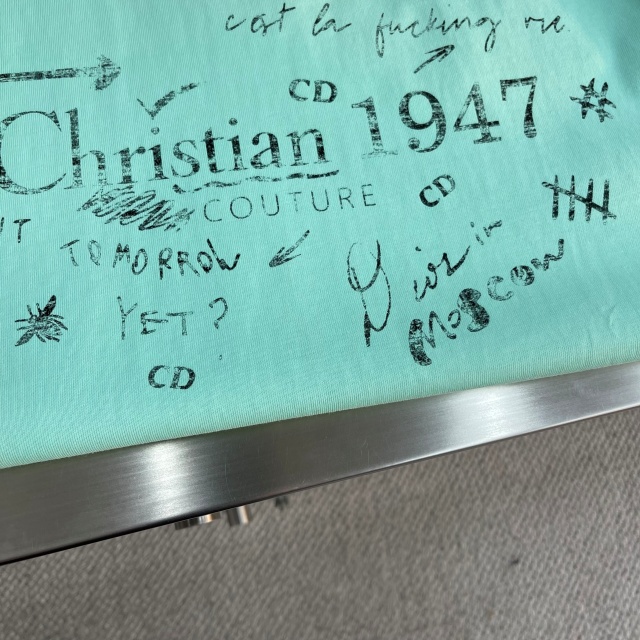 c'est la fucking vie.
CD
Christian 1947
COUTURE
CD
TOMORROW
YET?
CD
Dior in
Moscow